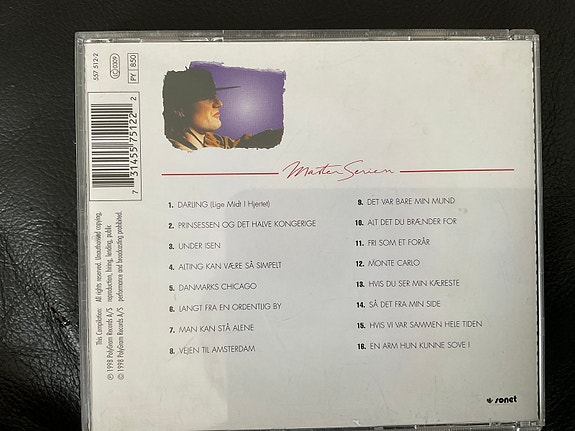 557 512-2
LC 0309
PY 850
7 31455 75122 2
This Compilation: All rights reserved. Unauthorized copying,
℗ 1998 PolyGram Records A/S reproduction, hiring, lending, public
© 1998 PolyGram Records A/S performance and broadcasting prohibited.
Master Serien
1. DARLING (Lige Midt I Hjertet)
2. PRINSESSEN OG DET HALVE KONGERIGE
3. UNDER ISEN
4. ALTING KAN VÆRE SÅ SIMPELT
5. DANMARKS CHICAGO
6. LANGT FRA EN ORDENTLIG BY
7. MAN KAN STÅ ALENE
8. VEJEN TIL AMSTERDAM
9. DET VAR BARE MIN MUND
10. ALT DET DU BRÆNDER FOR
11. FRI SOM ET FORÅR
12. MONTE CARLO
13. HVIS DU SER MIN KÆRESTE
14. SÅ DET FRA MIN SIDE
15. HVIS VI VAR SAMMEN HELE TIDEN
16. EN ARM HUN KUNNE SOVE I
sonet